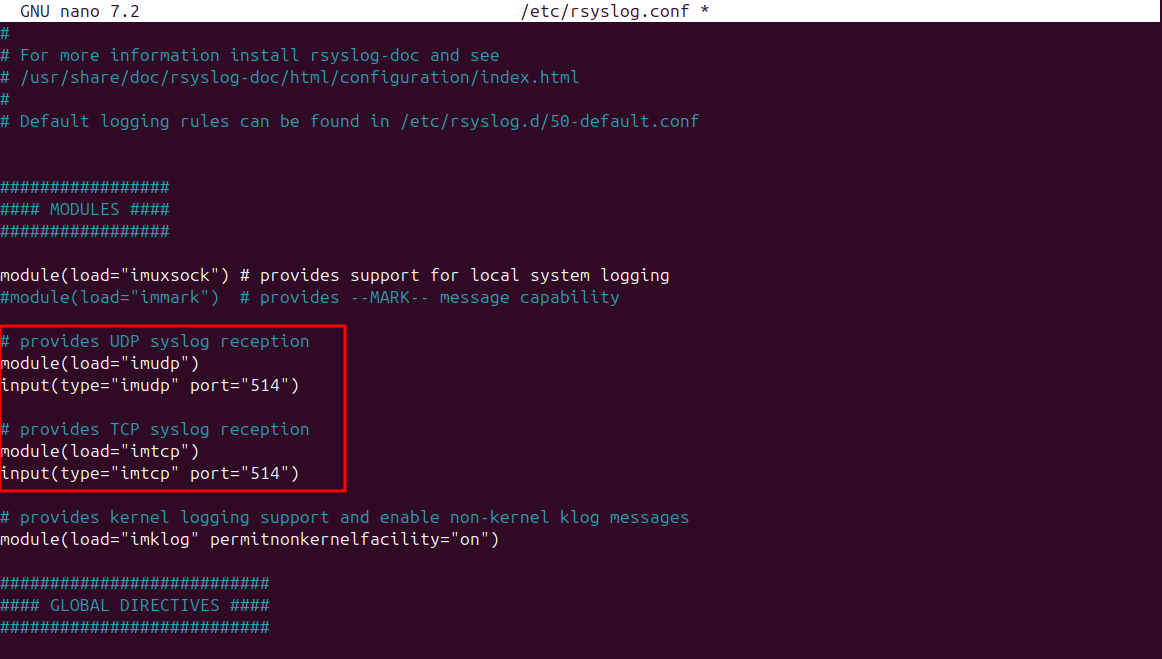 GNU nano 7.2 /etc/rsyslog.conf *
#
# For more information install rsyslog-doc and see
# /usr/share/doc/rsyslog-doc/html/configuration/index.html
#
# Default logging rules can be found in /etc/rsyslog.d/50-default.conf
#################
#### MODULES ####
#################
module(load="imuxsock") # provides support for local system logging
#module(load="immark")  # provides --MARK-- message capability
# provides UDP syslog reception
module(load="imudp")
input(type="imudp" port="514")
# provides TCP syslog reception
module(load="imtcp")
input(type="imtcp" port="514")
# provides kernel logging support and enable non-kernel klog messages
module(load="imklog" permitnonkernelfacility="on")
###########################
#### GLOBAL DIRECTIVES ####
###########################